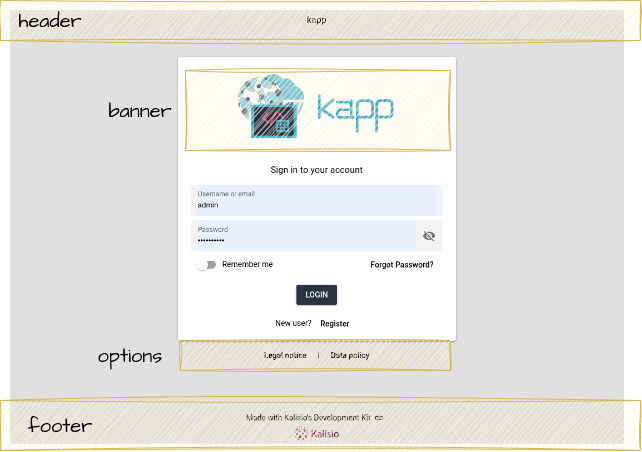 header
kapp
banner
kapp
Sign in to your account
Username or email
admin
Password
••••••••••
Remember me
Forgot Password?
LOGIN
New user? Register
options
Legal notice | Data policy
footer
Made with Kalisio's Development Kit
Kalisio